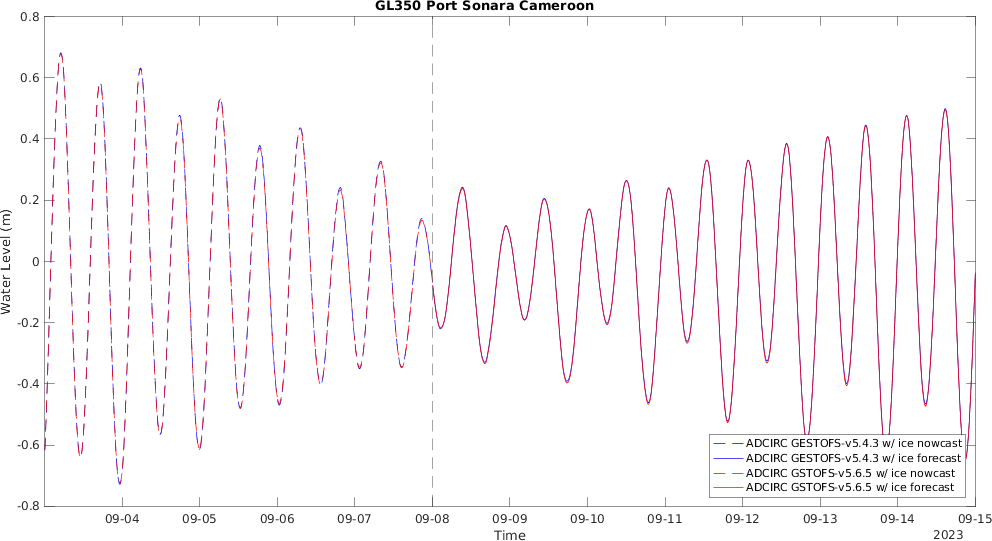 GL350 Port Sonara Cameroon
0.8
0.6
0.4
0.2
0
-0.2
-0.4
-0.6
-0.8
Water Level (m)
ADCIRC GESTOFS-v5.4.3 w/ ice nowcast
ADCIRC GESTOFS-v5.4.3 w/ ice forecast
ADCIRC GSTOFS-v5.6.5 w/ ice nowcast
ADCIRC GSTOFS-v5.6.5 w/ ice forecast
09-04 09-05 09-06 09-07 09-08 09-09 09-10 09-11 09-12 09-13 09-14 09-15
Time
2023